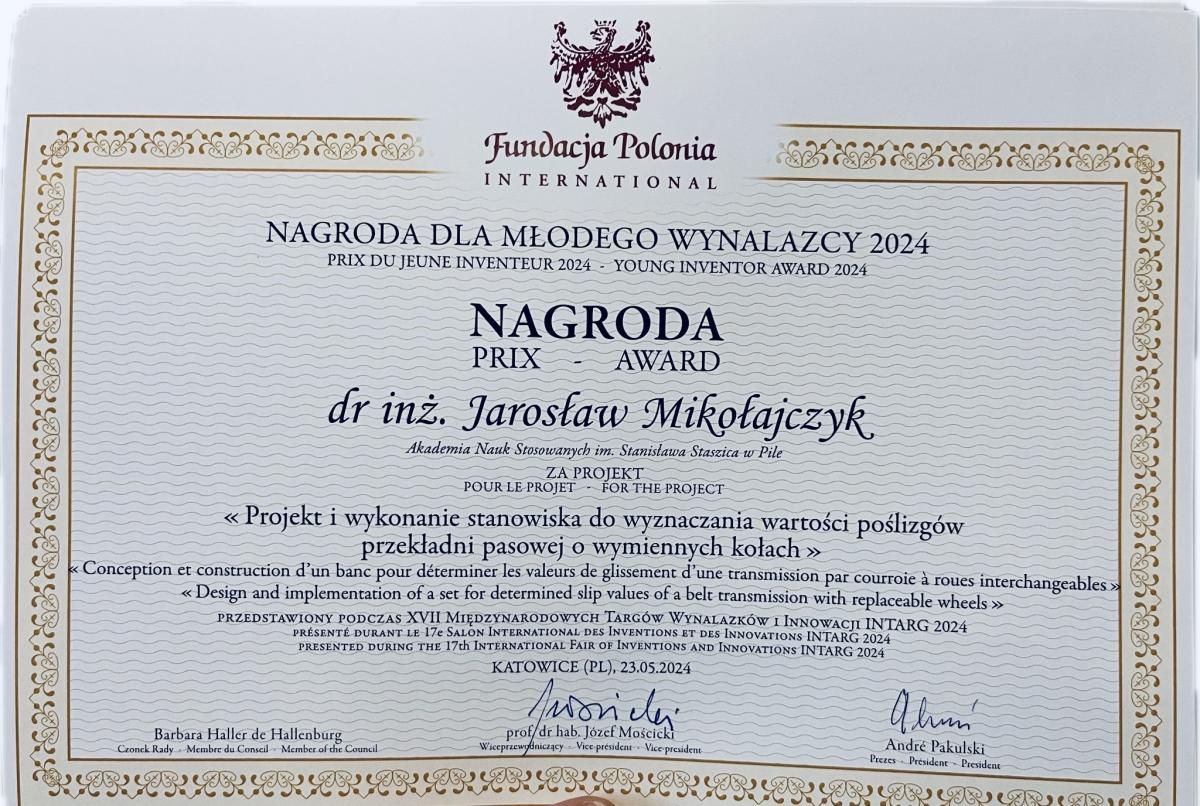 Fundacja Polonia
INTERNATIONAL
NAGRODA DLA MŁODEGO WYNALAZCY 2024
PRIX DU JEUNE INVENTEUR 2024 - YOUNG INVENTOR AWARD 2024
NAGRODA
PRIX - AWARD
dr inż. Jarosław Mikołajczyk
Akademia Nauk Stosowanych im. Stanisława Staszica w Pile
ZA PROJEKT
POUR LE PROJET - FOR THE PROJECT
« Projekt i wykonanie stanowiska do wyznaczania wartości poślizgów
przekładni pasowej o wymiennych kołach »
« Conception et construction d'un banc pour déterminer les valeurs de glissement d'une transmission par courroie à roues interchangeables »
« Design and implementation of a set for determined slip values of a belt transmission with replaceable wheels »
PRZEDSTAWIONY PODCZAS XVII MIĘDZYNARODOWYCH TARGÓW WYNALAZKÓW I INNOWACJI INTARG 2024
PRÉSENTÉ DURANT LE 17e SALON INTERNATIONAL DES INVENTIONS ET DES INNOVATIONS INTARG 2024
PRESENTED DURING THE 17th INTERNATIONAL FAIR OF INVENTIONS AND INNOVATIONS INTARG 2024
KATOWICE (PL), 23.05.2024
Barbara Haller de Hallenburg
Czonek Rady - Membre du Conseil - Member of the Council
prof. dr hab. Józef Mościcki
Wiceprzewodniczący - Vice-président - Vice-president
André Pakulski
Prezes - Président - President